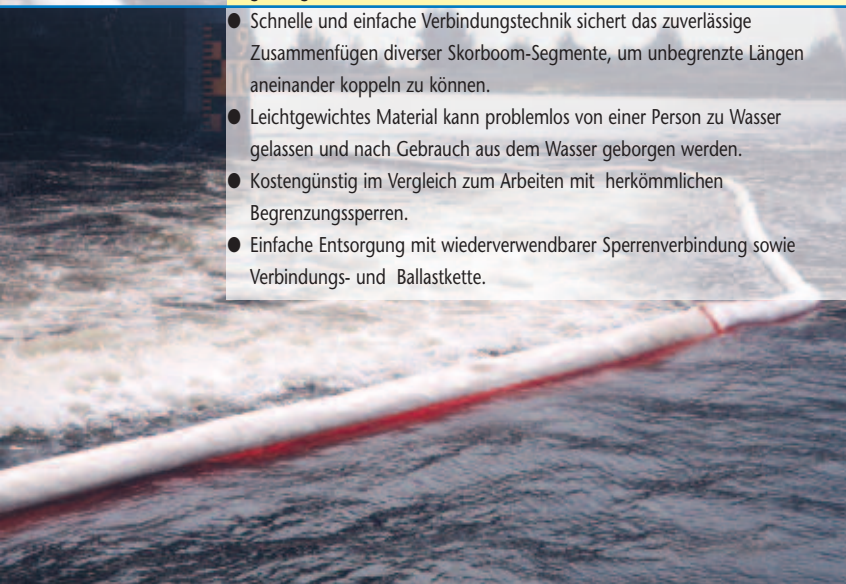 ● Schnelle und einfache Verbindungstechnik sichert das zuverlässige
Zusammenfügen diverser Skorboom-Segmente, um unbegrenzte Längen
aneinander koppeln zu können.
● Leichtgewichtes Material kann problemlos von einer Person zu Wasser
gelassen und nach Gebrauch aus dem Wasser geborgen werden.
● Kostengünstig im Vergleich zum Arbeiten mit herkömmlichen
Begrenzungssperren.
● Einfache Entsorgung mit wiederverwendbarer Sperrenverbindung sowie
Verbindungs- und Ballastkette.